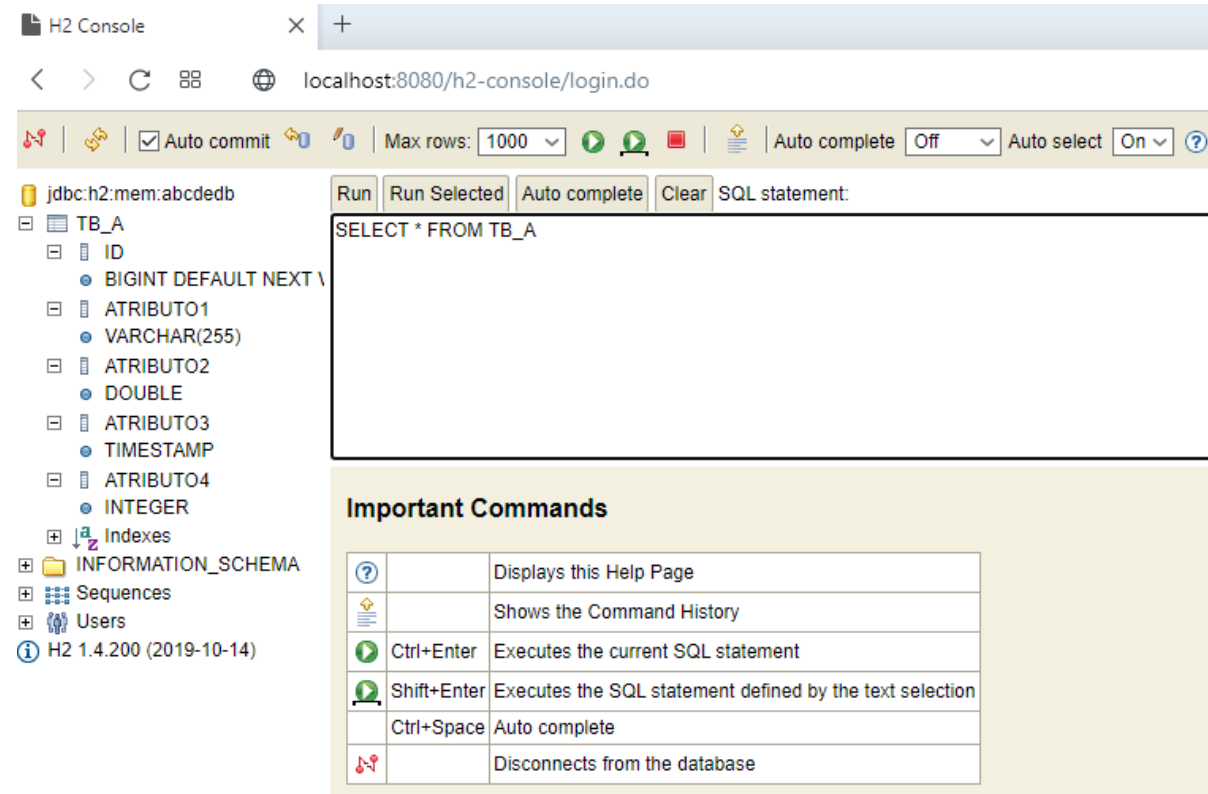 H2 Console
localhost:8080/h2-console/login.do
Auto commit Max rows: 1000 Auto complete Off Auto select On
jdbc:h2:mem:abcdedb
TB_A
ID
BIGINT DEFAULT NEXT
ATRIBUTO1
VARCHAR(255)
ATRIBUTO2
DOUBLE
ATRIBUTO3
TIMESTAMP
ATRIBUTO4
INTEGER
Indexes
INFORMATION_SCHEMA
Sequences
Users
H2 1.4.200 (2019-10-14)
Run Run Selected Auto complete Clear SQL statement:
SELECT * FROM TB_A
Important Commands
Displays this Help Page
Shows the Command History
Ctrl+Enter Executes the current SQL statement
Shift+Enter Executes the SQL statement defined by the text selection
Ctrl+Space Auto complete
Disconnects from the database